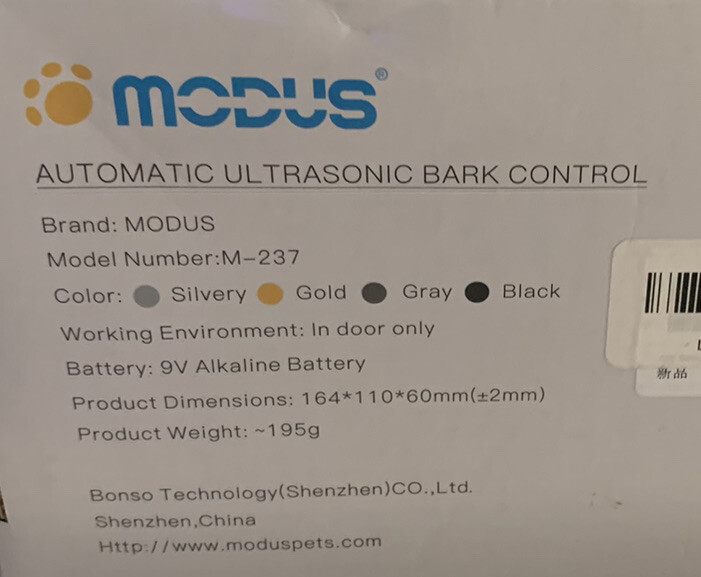 MODUS®
AUTOMATIC ULTRASONIC BARK CONTROL
Brand: MODUS
Model Number:M-237
Color: Silvery Gold Gray Black
Working Environment: In door only
Battery: 9V Alkaline Battery
Product Dimensions: 164*110*60mm(±2mm)
Product Weight: ~195g
新品
Bonso Technology(Shenzhen)CO.,Ltd.
Shenzhen,China
Http://www.moduspets.com